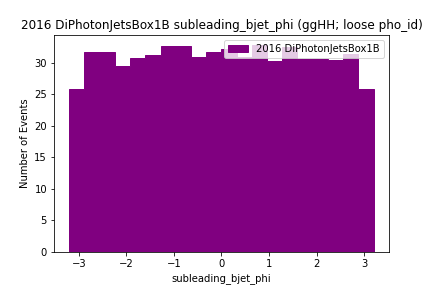 2016 DiPhotonJetsBox1B subleading_bjet_phi (ggHH; loose pho_id)
2016 DiPhotonJetsBox1B
30
25
20
15
10
5
0
Number of Events
−3 −2 −1 0 1 2 3
subleading_bjet_phi